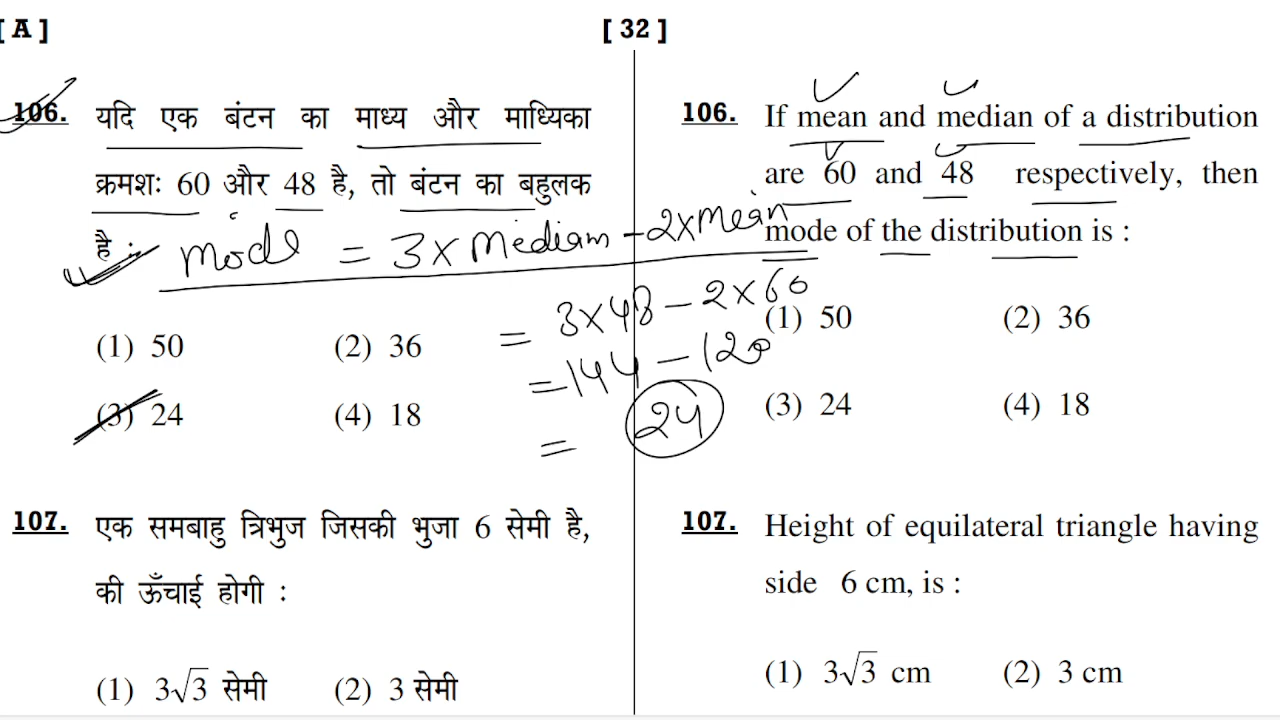 [ A ]
[ 32 ]
106. यदि एक बंटन का माध्य और माध्यिका
क्रमशः 60 और 48 है, तो बंटन का बहुलक
है :
mode = 3 x Median - 2 x Mean
= 3 x 48 - 2 x 60
= 144 - 120
= 24
(1) 50 (2) 36
(3) 24 (4) 18
107. एक समबाहु त्रिभुज जिसकी भुजा 6 सेमी है,
की ऊँचाई होगी :
(1) 3√3 सेमी (2) 3 सेमी
106. If mean and median of a distribution
are 60 and 48 respectively, then
mode of the distribution is :
(1) 50 (2) 36
(3) 24 (4) 18
107. Height of equilateral triangle having
side 6 cm, is :
(1) 3√3 cm (2) 3 cm